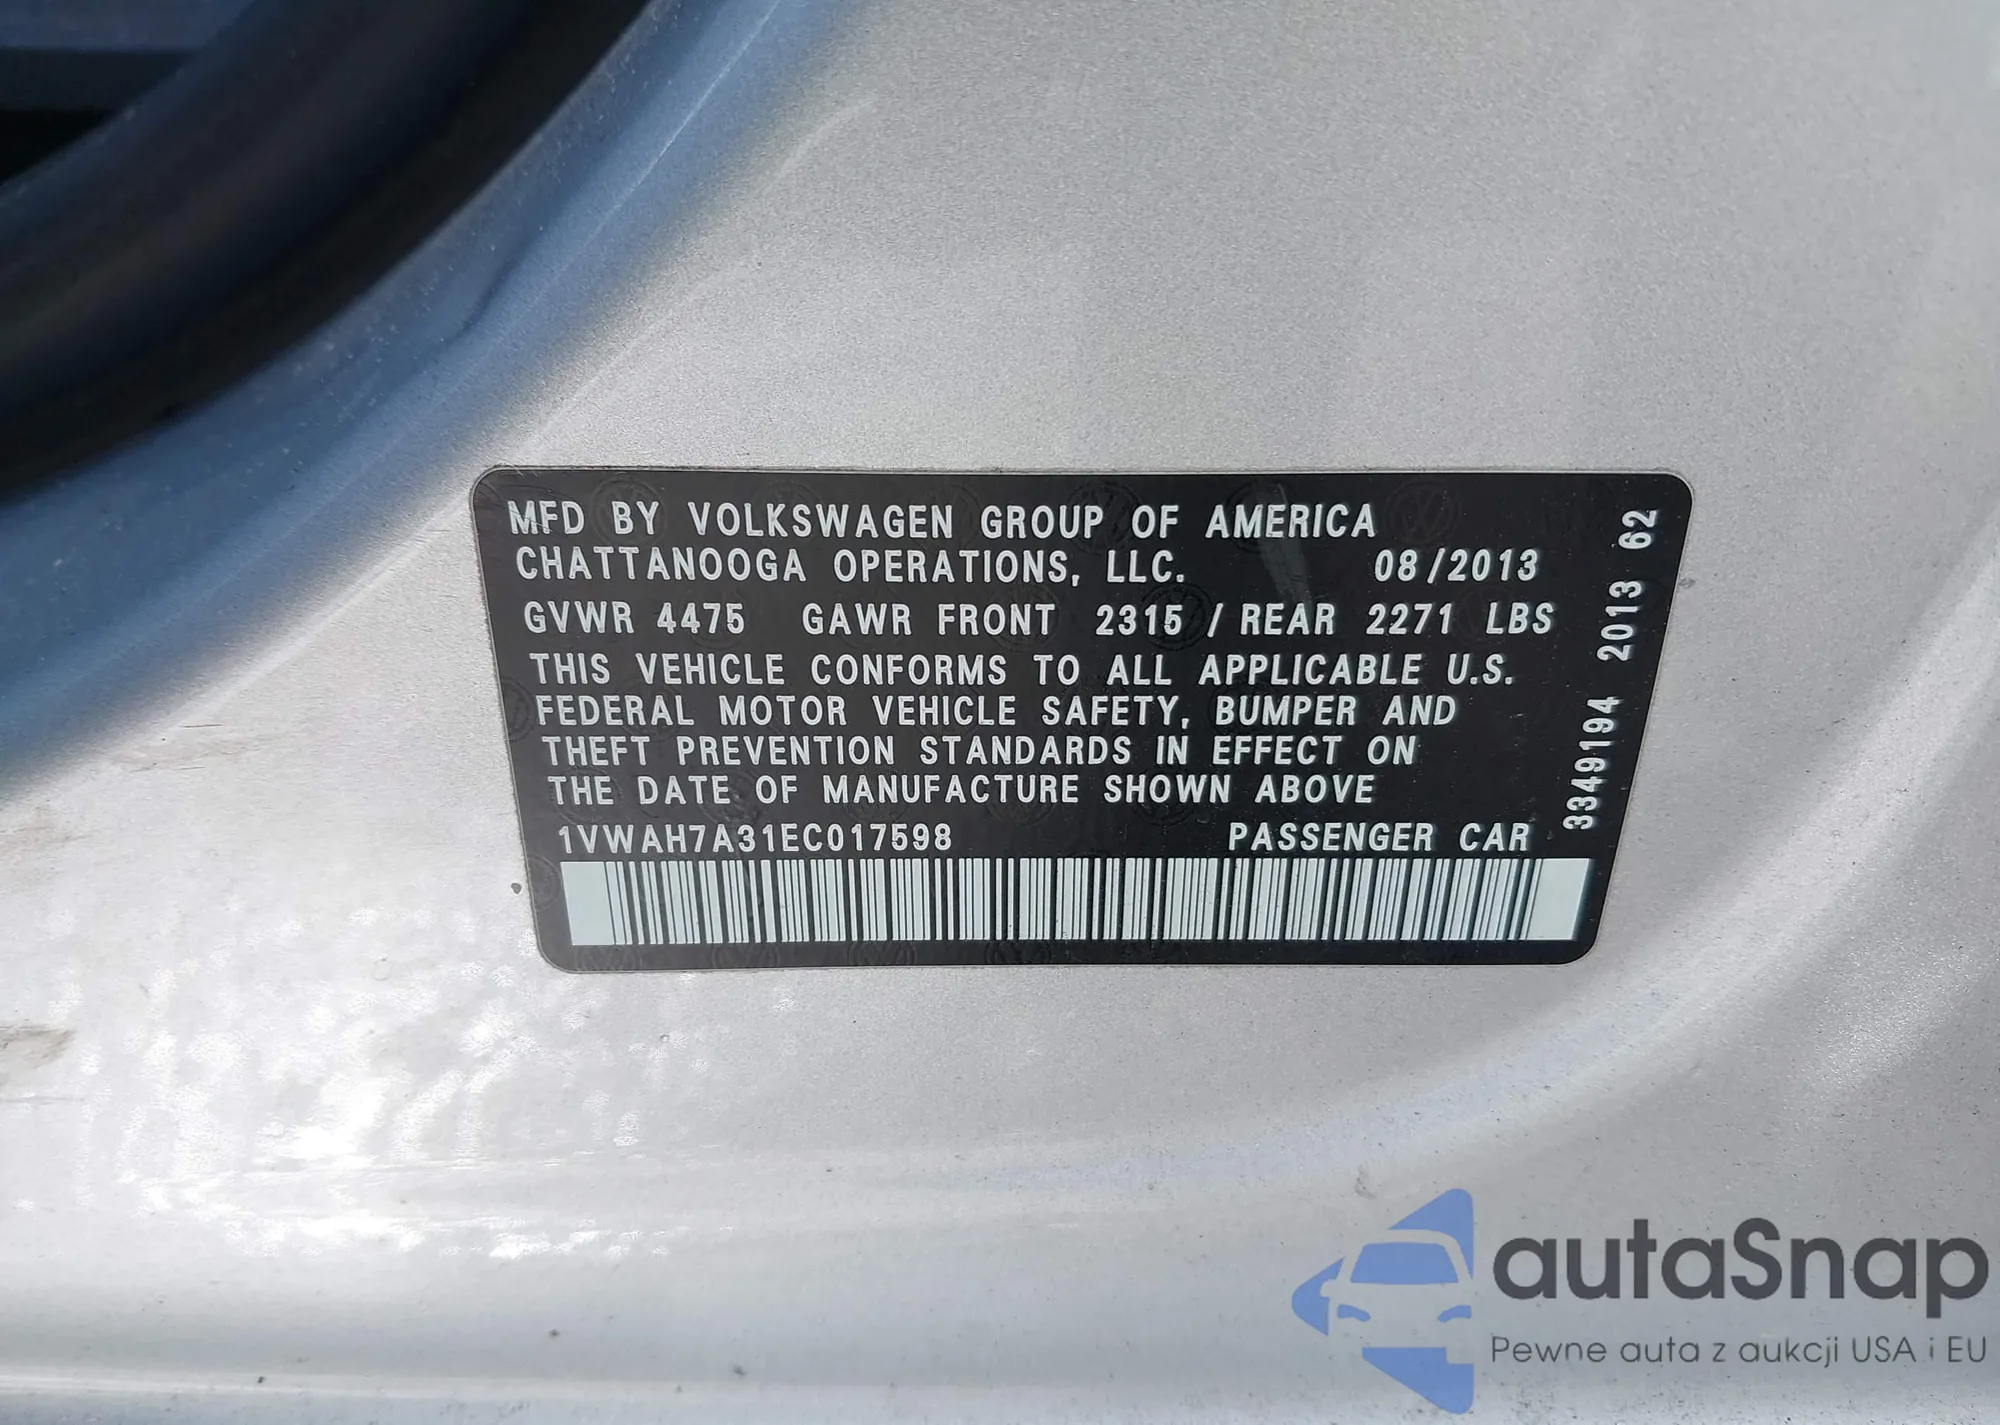 MFD BY VOLKSWAGEN GROUP OF AMERICA
CHATTANOOGA OPERATIONS, LLC. 08/2013
GVWR 4475 GAWR FRONT 2315 / REAR 2271 LBS
THIS VEHICLE CONFORMS TO ALL APPLICABLE U.S.
FEDERAL MOTOR VEHICLE SAFETY, BUMPER AND
THEFT PREVENTION STANDARDS IN EFFECT ON
THE DATE OF MANUFACTURE SHOWN ABOVE
1VWAH7A31EC017598 PASSENGER CAR
3349194 2013 62
autaSnap
Pewne auta z aukcji USA i EU